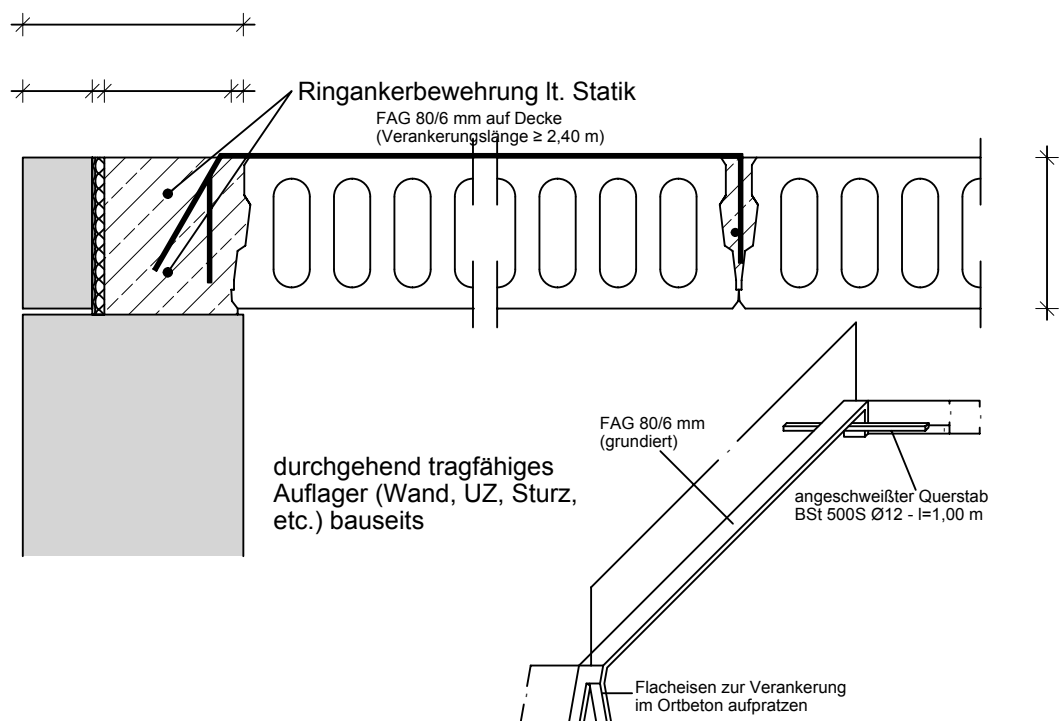 Ringankerbewehrung lt. Statik
FAG 80/6 mm auf Decke
(Verankerungslänge ≥ 2,40 m)
FAG 80/6 mm
(grundiert)
durchgehend tragfähiges
Auflager (Wand, UZ, Sturz,
etc.) bauseits
angeschweißter Querstab
BSt 500S Ø12 - l=1,00 m
Flacheisen zur Verankerung
im Ortbeton aufpratzen